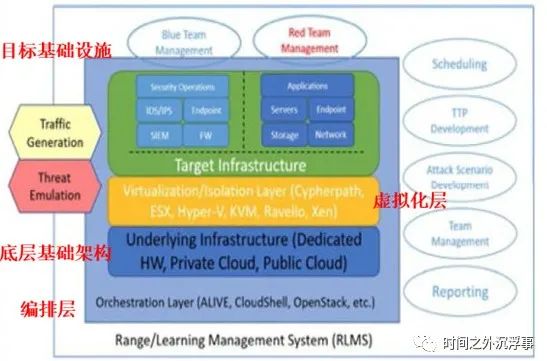 目标基础设施
Blue Team
Management
Red Team
Management
Scheduling
Security Operations
IDS/IPS
Endpoint
SIEM
FW
Applications
Servers
Endpoint
Storage
Network
Target Infrastructure
Traffic
Generation
Threat
Emulation
TTP
Development
Attack Scenario
Development
Virtualization/Isolation Layer (Cypherpath,
ESX, Hyper-V, KVM, Ravello, Xen)
虚拟化层
底层基础架构
Underlying Infrastructure (Dedicated
HW, Private Cloud, Public Cloud)
Team
Management
编排层
Orchestration Layer (ALIVE, CloudShell, OpenStack, etc.)
Reporting
Range/Learning Management System (RLMS)
时间之外沉浮事